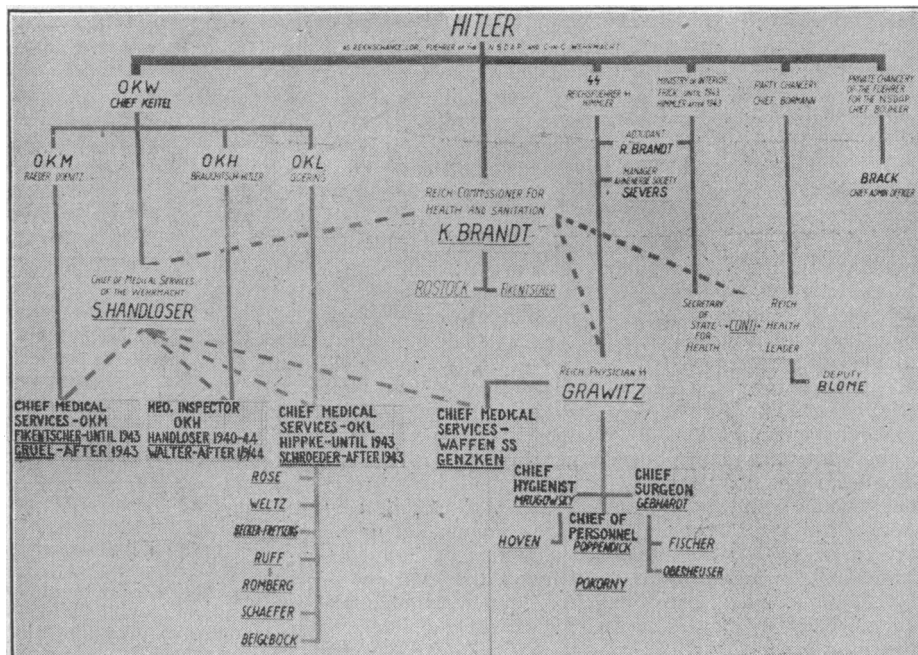 HITLER
AS REICHSCHANCELLOR, FUEHRER OF THE N.S.D.A.P. AND C IN C WEHRMACHT
OKW
CHIEF KEITEL
SS
REICHSFUEHRER SS
HIMMLER
MINISTRY OF INTERIOR
FRICK UNTIL 1943
HIMMLER AFTER 1943
PARTY CHANCERY
CHIEF BORMANN
PRIVATE CHANCERY
OF THE FUEHRER
FOR THE N.S.D.A.P.
CHIEF BOUHLER
OKM
RAEDER DOENITZ
OKH
BRAUCHITSCH-HITLER
OKL
GOERING
ADJUTANT
R. BRANDT
MANAGER
AHNENERBE SOCIETY
SIEVERS
BRACK
CHIEF ADMIN OFFICER
REICH COMMISSIONER FOR
HEALTH AND SANITATION
K. BRANDT
CHIEF OF MEDICAL SERVICES
OF THE WEHRMACHT
S. HANDLOSER
ROSTOCK
FIKENTSCHER
SECRETARY
OF
STATE
FOR
HEALTH
CONTI
REICH
HEALTH
LEADER
DEPUTY
BLOME
REICH PHYSICIAN SS
GRAWITZ
CHIEF MEDICAL
SERVICES-OKM
FIKENTSCHER-UNTIL 1943
GRUEL-AFTER 1943
MED. INSPECTOR
OKH
HANDLOSER 1940-44
WALTER-AFTER 1944
CHIEF MEDICAL
SERVICES-OKL
HIPPKE-UNTIL 1943
SCHROEDER-AFTER 1943
CHIEF MEDICAL
SERVICES-
WAFFEN SS
GENZKEN
ROSE
WELTZ
BECKER-FREYSENG
RUFF
ROMBERG
SCHAEFER
BEIGLBOCK
CHIEF
HYGIENIST
MRUGOWSKY
CHIEF
SURGEON
GEBHARDT
HOVEN
CHIEF OF
PERSONNEL
POPPENDICK
FISCHER
OBERHEUSER
POKORNY